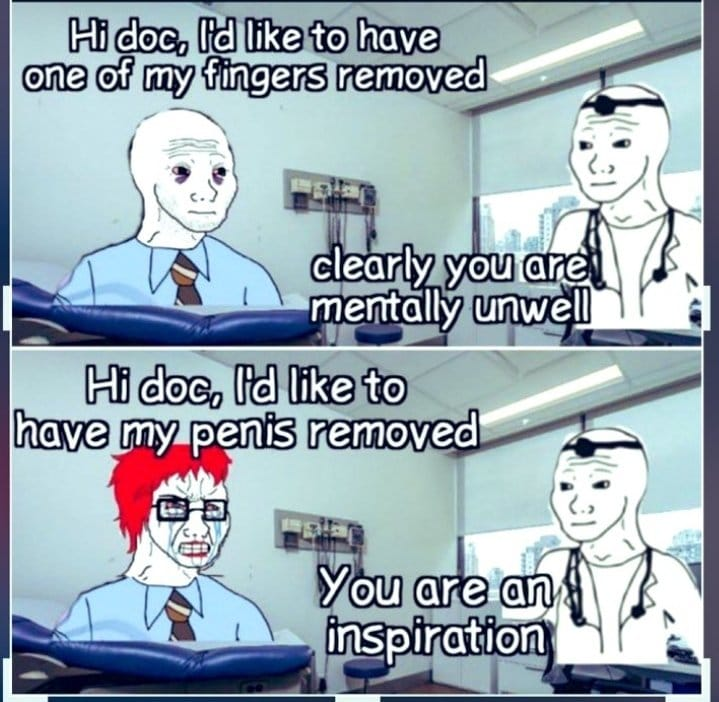 Hi doc, I'd like to have
one of my fingers removed
clearly you are
mentally unwell
Hi doc, I'd like to
have my penis removed
You are an
inspiration